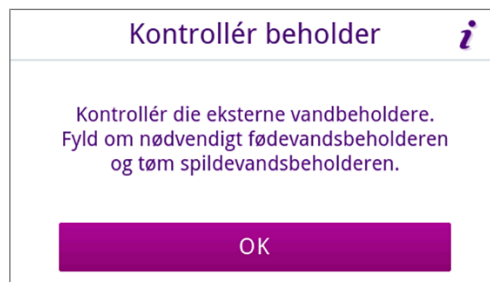 Kontrollér beholder
i
Kontrollér die eksterne vandbeholdere.
Fyld om nødvendigt fødevandsbeholderen
og tøm spildevandsbeholderen.
OK